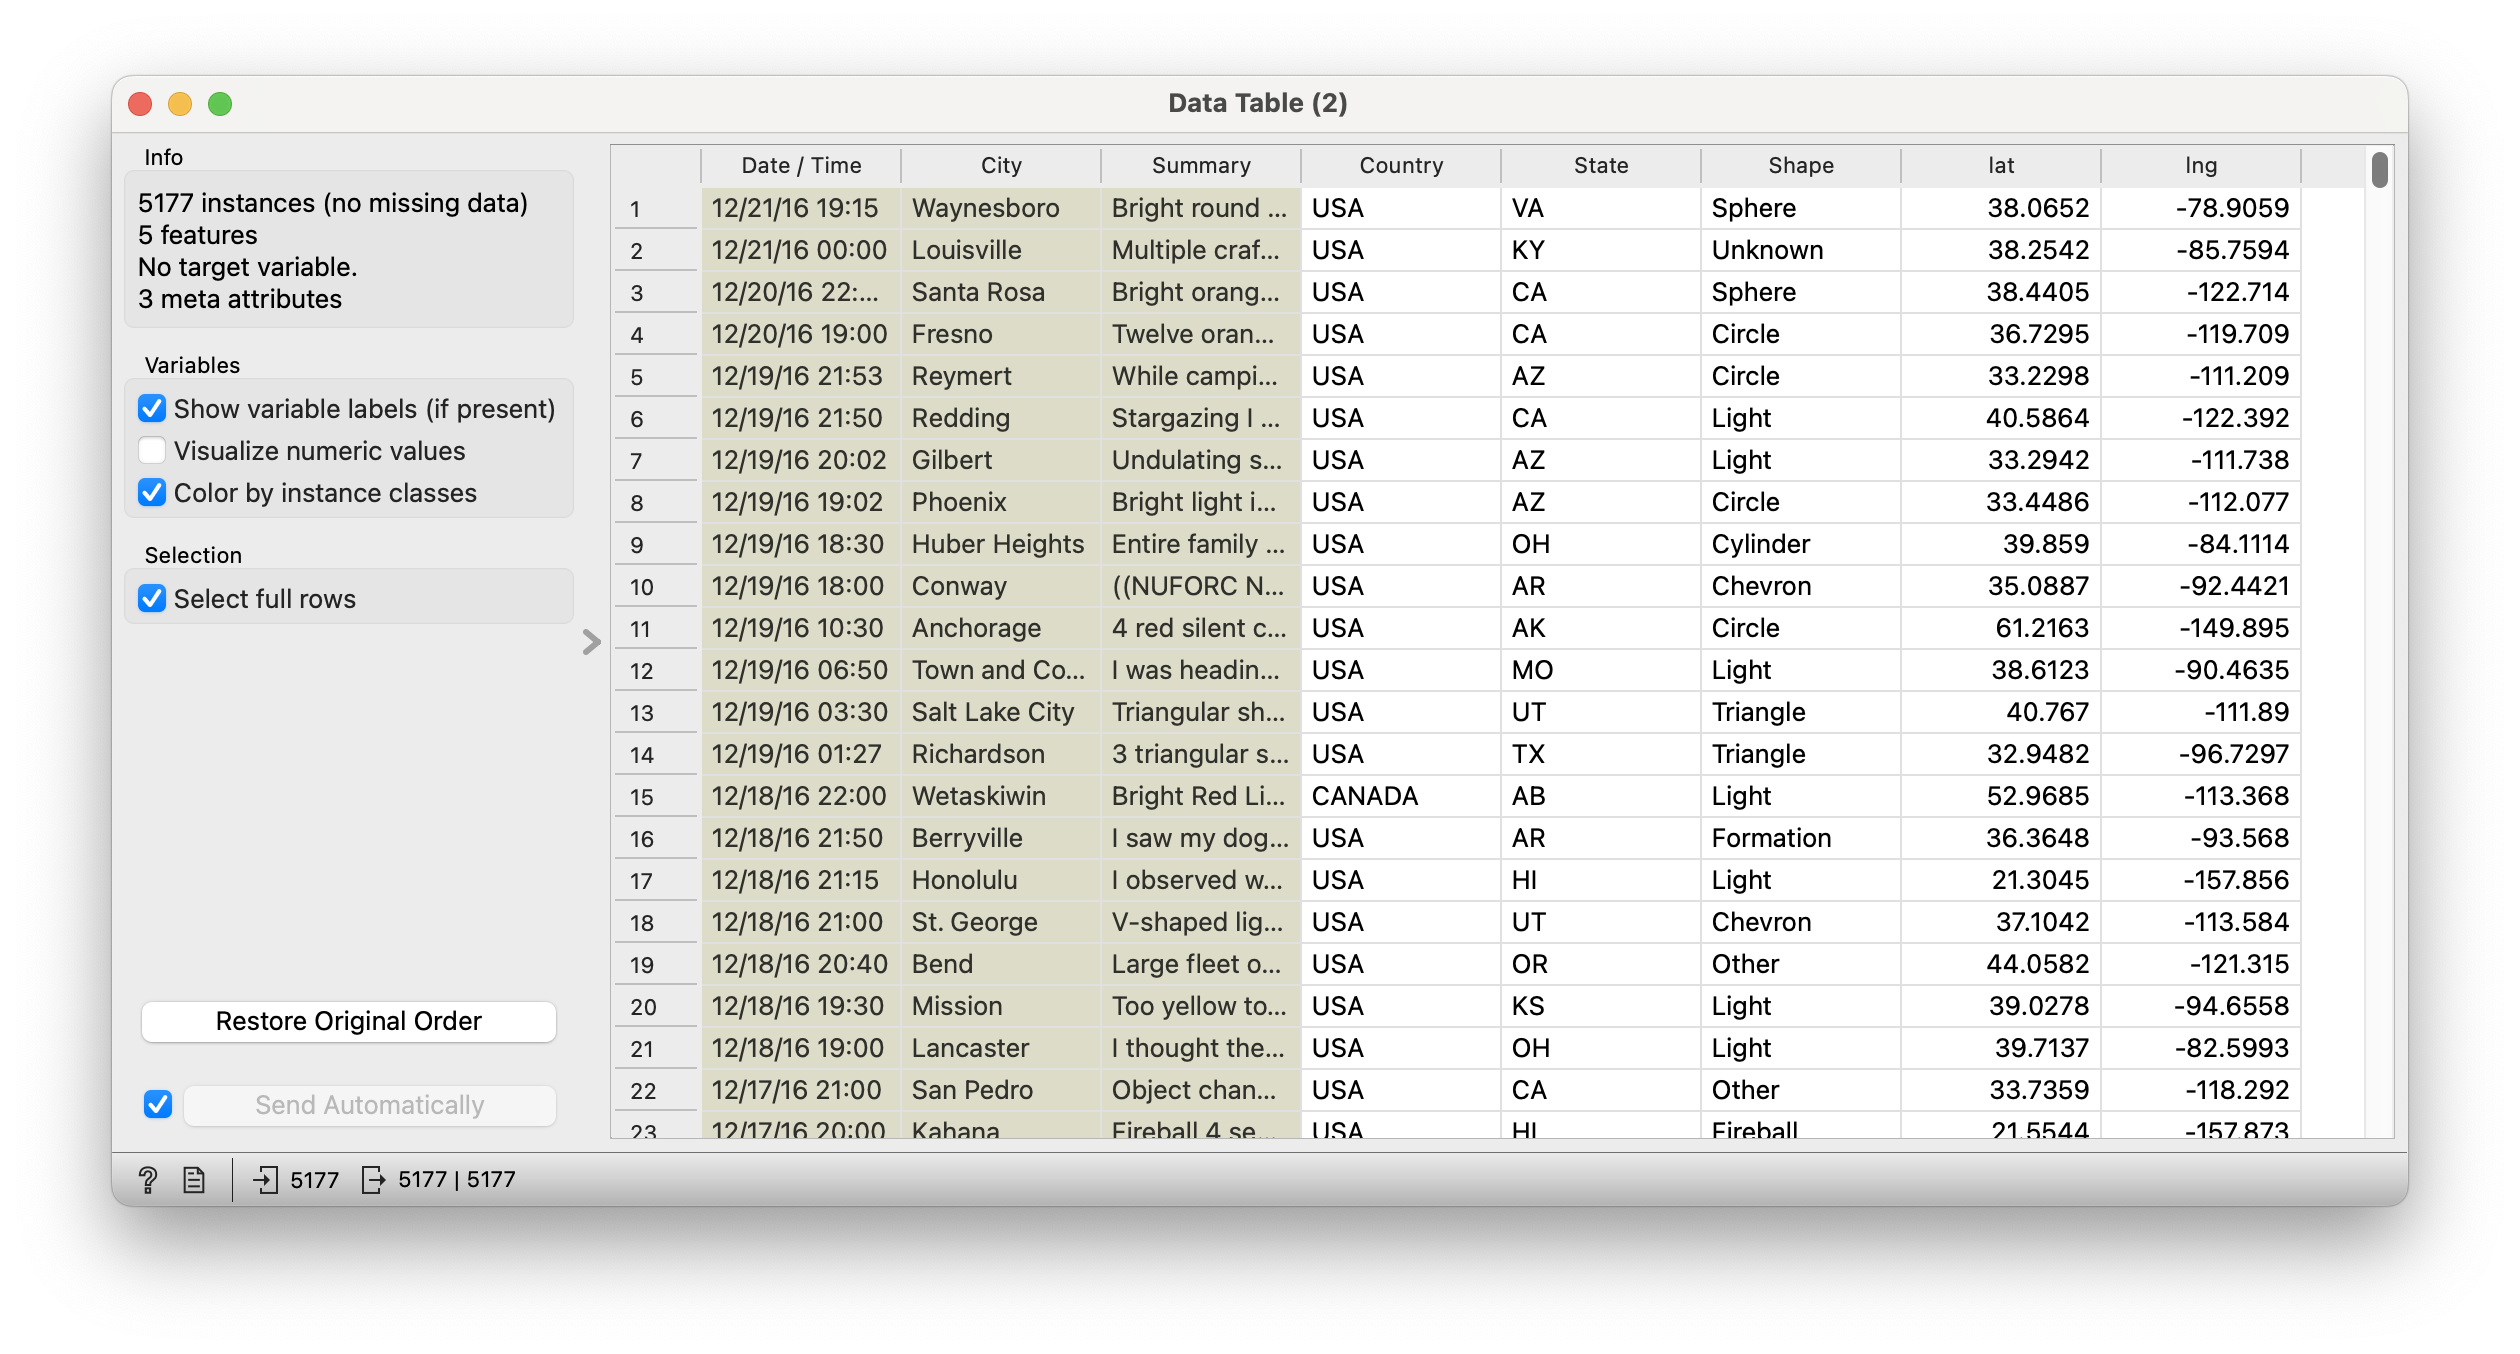 Data Table (2)
Info
5177 instances (no missing data)
5 features
No target variable.
3 meta attributes
Variables
Show variable labels (if present)
Visualize numeric values
Color by instance classes
Selection
Select full rows
Restore Original Order
Send Automatically
Date / Time City Summary Country State Shape lat lng
1 12/21/16 19:15 Waynesboro Bright round ... USA VA Sphere 38.0652 -78.9059
2 12/21/16 00:00 Louisville Multiple craf... USA KY Unknown 38.2542 -85.7594
3 12/20/16 22:... Santa Rosa Bright orang... USA CA Sphere 38.4405 -122.714
4 12/20/16 19:00 Fresno Twelve oran... USA CA Circle 36.7295 -119.709
5 12/19/16 21:53 Reymert While campi... USA AZ Circle 33.2298 -111.209
6 12/19/16 21:50 Redding Stargazing I ... USA CA Light 40.5864 -122.392
7 12/19/16 20:02 Gilbert Undulating s... USA AZ Light 33.2942 -111.738
8 12/19/16 19:02 Phoenix Bright light i... USA AZ Circle 33.4486 -112.077
9 12/19/16 18:30 Huber Heights Entire family ... USA OH Cylinder 39.859 -84.1114
10 12/19/16 18:00 Conway ((NUFORC N... USA AR Chevron 35.0887 -92.4421
11 12/19/16 10:30 Anchorage 4 red silent c... USA AK Circle 61.2163 -149.895
12 12/19/16 06:50 Town and Co... I was headin... USA MO Light 38.6123 -90.4635
13 12/19/16 03:30 Salt Lake City Triangular sh... USA UT Triangle 40.767 -111.89
14 12/19/16 01:27 Richardson 3 triangular s... USA TX Triangle 32.9482 -96.7297
15 12/18/16 22:00 Wetaskiwin Bright Red Li... CANADA AB Light 52.9685 -113.368
16 12/18/16 21:50 Berryville I saw my dog... USA AR Formation 36.3648 -93.568
17 12/18/16 21:15 Honolulu I observed w... USA HI Light 21.3045 -157.856
18 12/18/16 21:00 St. George V-shaped lig... USA UT Chevron 37.1042 -113.584
19 12/18/16 20:40 Bend Large fleet o... USA OR Other 44.0582 -121.315
20 12/18/16 19:30 Mission Too yellow to... USA KS Light 39.0278 -94.6558
21 12/18/16 19:00 Lancaster I thought the... USA OH Light 39.7137 -82.5993
22 12/17/16 21:00 San Pedro Object chan... USA CA Other 33.7359 -118.292
23 12/17/16 20:00 Kahana Fireball 4 se... USA HI Fireball 21.5544 -157.873
? 5177 5177 | 5177